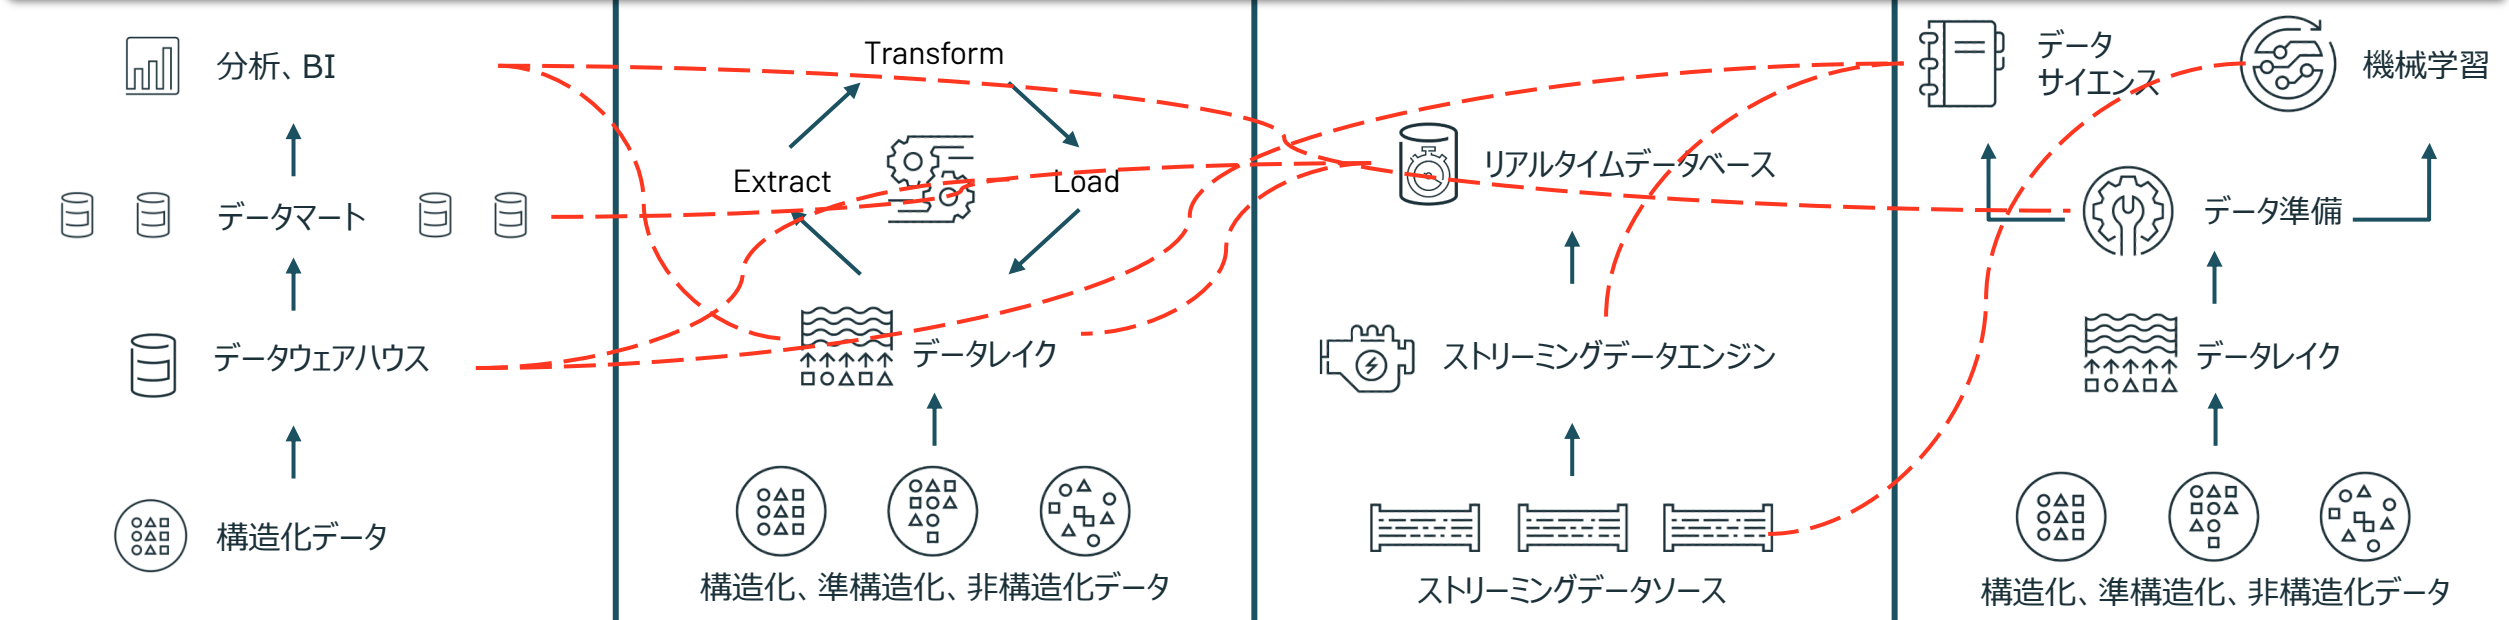 分析、BI
データマート
データウェアハウス
構造化データ
Transform
Extract
Load
データレイク
構造化、準構造化、非構造化データ
リアルタイムデータベース
ストリーミングデータエンジン
ストリーミングデータソース
データ
サイエンス
機械学習
データ準備
データレイク
構造化、準構造化、非構造化データ